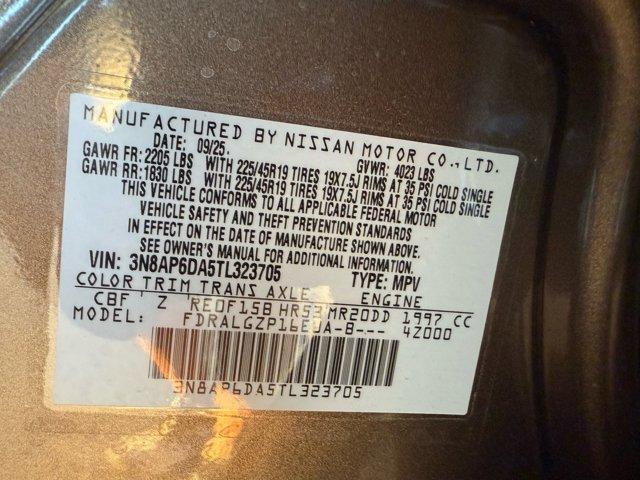 MANUFACTURED BY NISSAN MOTOR CO., LTD.
DATE: 09/25. GVWR: 4023 LBS
GAWR FR: 2205 LBS WITH 225/45R19 TIRES 19X7.5J RIMS AT 35 PSI COLD SINGLE
GAWR RR: 1830 LBS WITH 225/45R19 TIRES 19X7.5J RIMS AT 35 PSI COLD SINGLE
THIS VEHICLE CONFORMS TO ALL APPLICABLE FEDERAL MOTOR
VEHICLE SAFETY AND THEFT PREVENTION STANDARDS
IN EFFECT ON THE DATE OF MANUFACTURE SHOWN ABOVE.
SEE OWNER'S MANUAL FOR ADDITIONAL INFORMATION.
VIN: 3N8AP6DA5TL323705 TYPE: MPV
COLOR TRIM TRANS AXLE ENGINE
CBF Z RE0F15B HR53 MR20DD 1997 CC
MODEL: FDRALGZP16EUA-B--- 4Z000
3N8AP6DA5TL323705